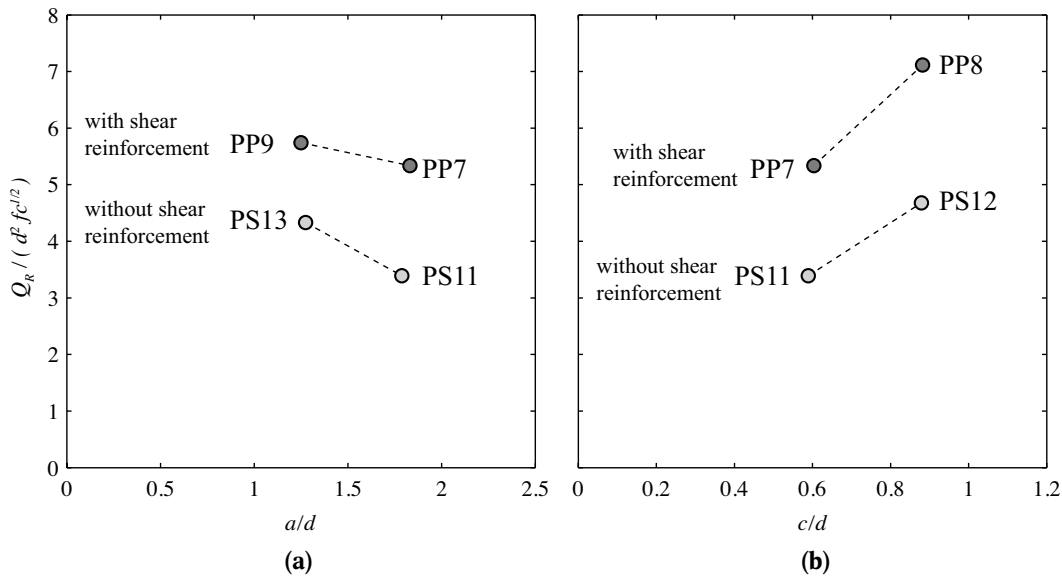 8
7
6
5
4
3
2
1
0
Q_R / ( d² fc^{1/2} )
with shear
reinforcement
PP9
PP7
without shear
reinforcement
PS13
PS11
0
0.5
1
1.5
2
2.5
a/d
(a)
PP8
with shear
reinforcement
PP7
PS12
without shear
reinforcement
PS11
0
0.2
0.4
0.6
0.8
1
1.2
c/d
(b)